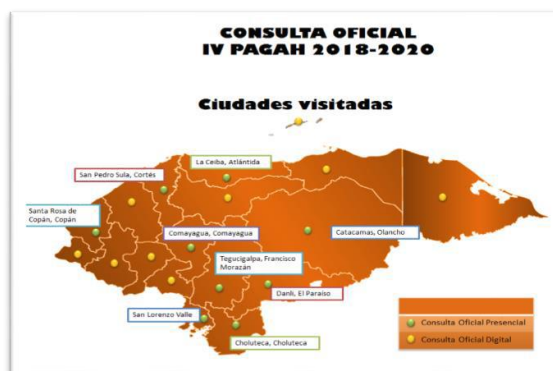 CONSULTA OFICIAL
IV PAGAH 2018-2020
Ciudades visitadas
La Ceiba, Atlántida
San Pedro Sula, Cortés
Santa Rosa de
Copán, Copán
Comayagua, Comayagua
Catacamas, Olancho
Tegucigalpa, Francisco
Morazán
Danlí, El Paraíso
San Lorenzo Valle
Choluteca, Choluteca
Consulta Oficial Presencial
Consulta Oficial Digital